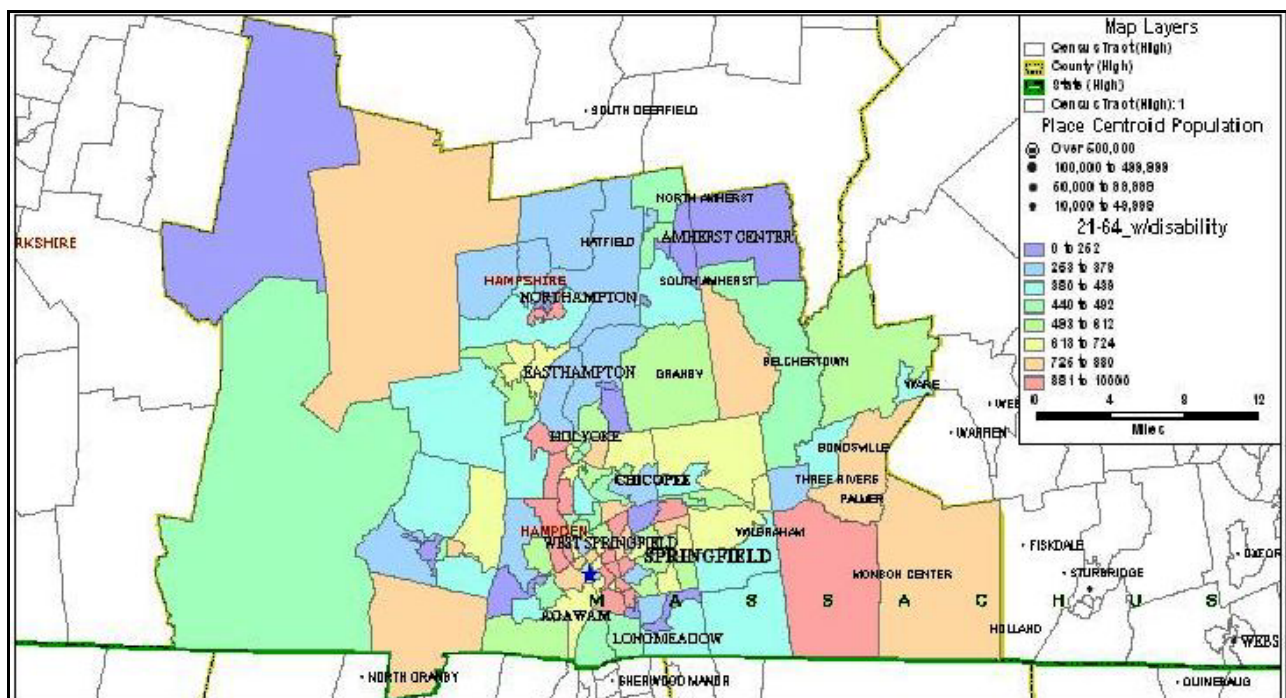 Map Layers
Census Tract (High)
County (High)
State (High)
Census Tract (High): 1
Place Centroid Population
Over 500,000
100,000 to 499,999
50,000 to 99,999
10,000 to 49,999
21-64_w/disability
0 to 252
253 to 379
380 to 439
440 to 492
493 to 612
613 to 724
725 to 880
881 to 10000
0 4 8 12
Miles
SOUTH DEERFIELD
NORTH AMHERST
RKSHIRE
HATFIELD
AMHERST CENTER
HAMPSHIRE
SOUTH AMHERST
NORTHAMPTON
EASTHAMPTON
GRANBY
BELCHERTOWN
WARE
WARREN
HOLYOKE
BONDSVILLE
CHICOPEE
THREE RIVERS
PALMER
HAMPDEN
WEST SPRINGFIELD
WILBRAHAM
SPRINGFIELD
FISKDALE
OXFOR
MONSON CENTER
STURBRIDGE
M A S S A C H U S
AGAWAM
HOLLAND
LONGMEADOW
WEBS
NORTH GRANBY
SHERWOOD MANOR
QUINEBAUG